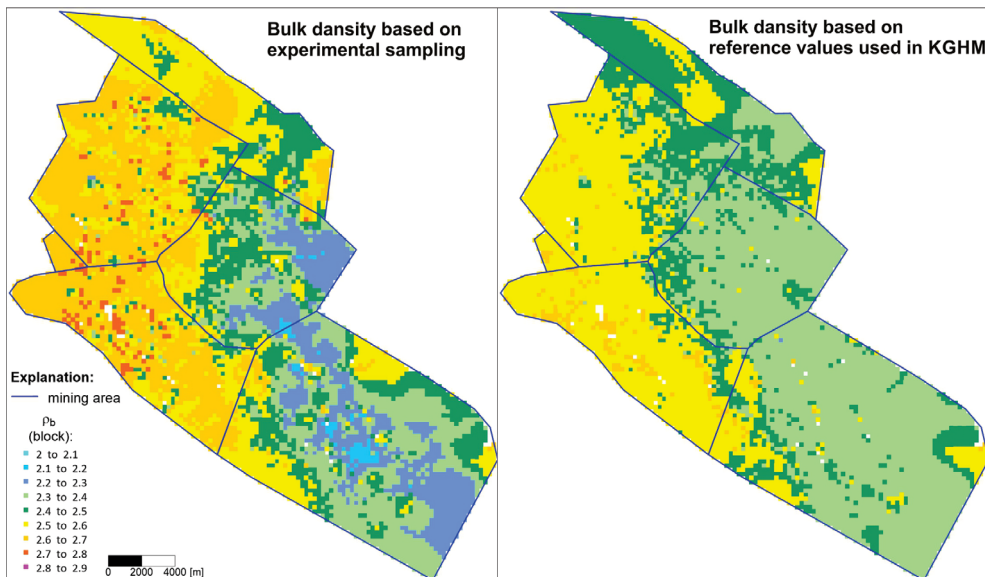 Bulk dansity based on
experimental sampling
Bulk dansity based on
reference values used in KGHM
Explanation:
mining area
ρb
(block):
2 to 2.1
2.1 to 2.2
2.2 to 2.3
2.3 to 2.4
2.4 to 2.5
2.5 to 2.6
2.6 to 2.7
2.7 to 2.8
2.8 to 2.9
0 2000 4000 [m]